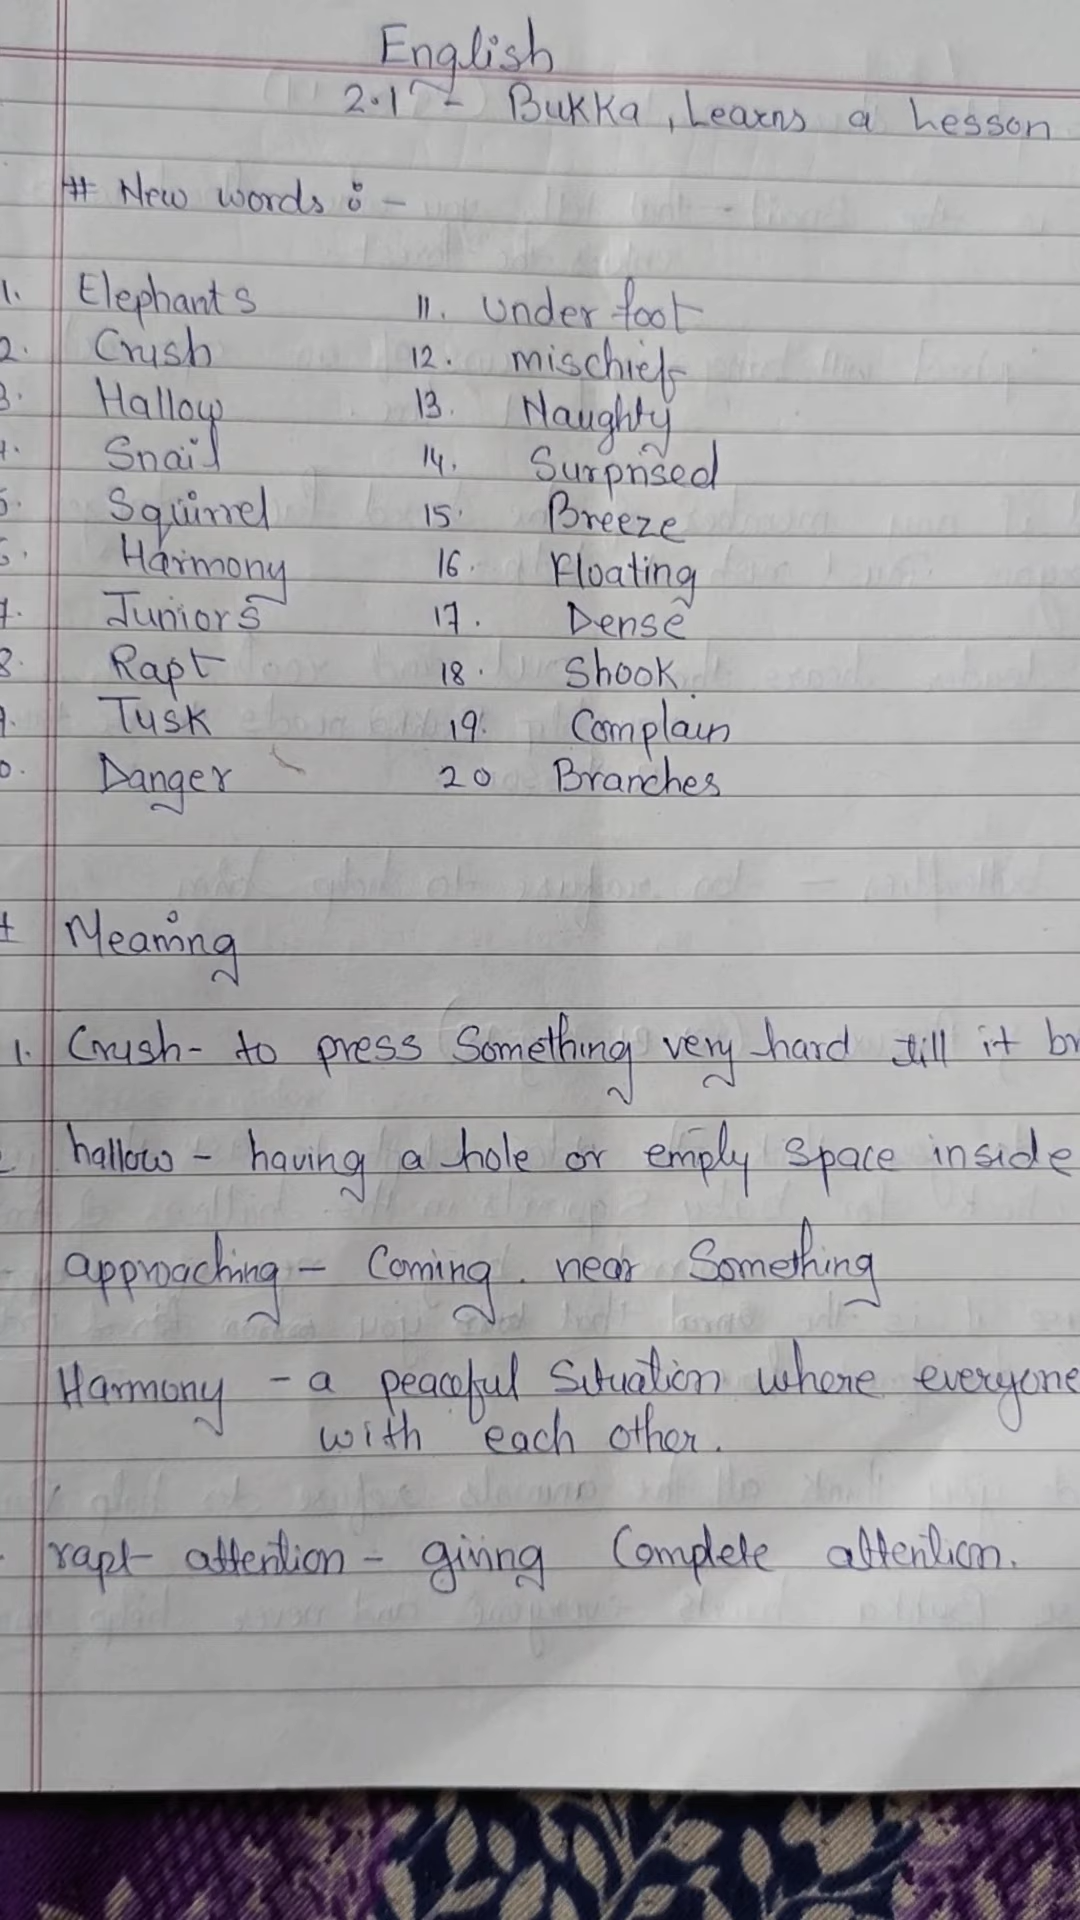 English
2.1 - Bukka, Learns a Lesson
# New words :-
1. Elephants 11. Under foot
2. Crush 12. mischief
3. Hallow 13. Naughty
4. Snail 14. Surprised
5. Squirrel 15. Breeze
6. Harmony 16. Floating
7. Juniors 17. Dense
8. Rapt 18. Shook.
9. Tusk 19. Complain
0. Danger 20 Branches
# Meaning
1. Crush - to press Something very hard till it br
hallow - having a hole or emply space inside
approaching - Coming. near Something
Harmony - a peaceful Situation where everyone
with each other.
rapt attention - giving Complete attention.